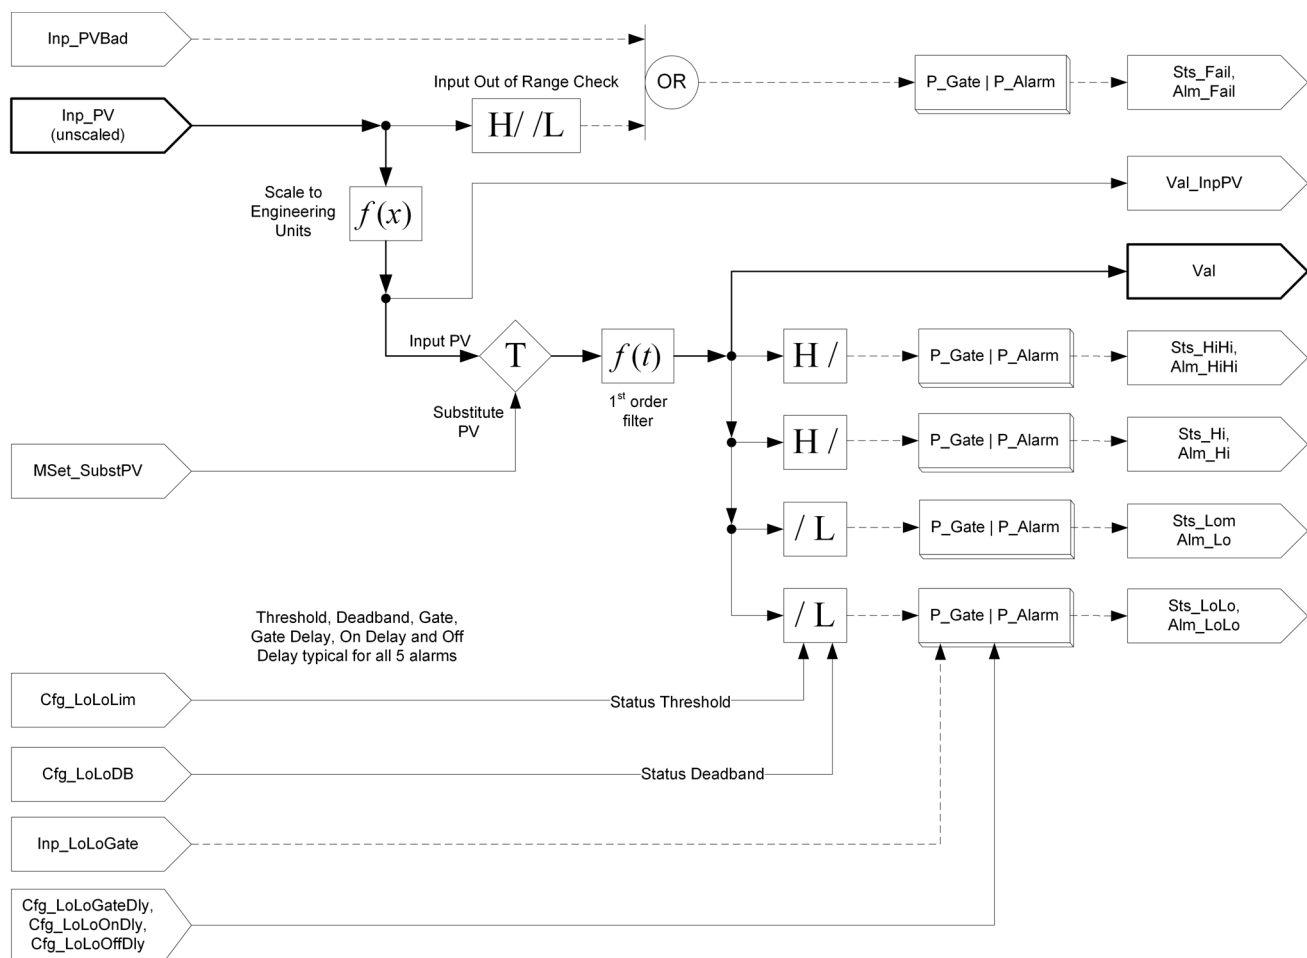 Inp_PVBad
Input Out of Range Check
OR
P_Gate | P_Alarm
Sts_Fail,
Alm_Fail
Inp_PV
(unscaled)
H/ /L
Scale to
Engineering
Units
f(x)
Val_InpPV
Val
Input PV
T
f(t)
1st order
filter
H /
P_Gate | P_Alarm
Sts_HiHi,
Alm_HiHi
Substitute
PV
H /
P_Gate | P_Alarm
Sts_Hi,
Alm_Hi
MSet_SubstPV
/ L
P_Gate | P_Alarm
Sts_Lom
Alm_Lo
/ L
P_Gate | P_Alarm
Sts_LoLo,
Alm_LoLo
Threshold, Deadband, Gate,
Gate Delay, On Delay and Off
Delay typical for all 5 alarms
Cfg_LoLoLim
Status Threshold
Cfg_LoLoDB
Status Deadband
Inp_LoLoGate
Cfg_LoLoGateDly,
Cfg_LoLoOnDly,
Cfg_LoLoOffDly